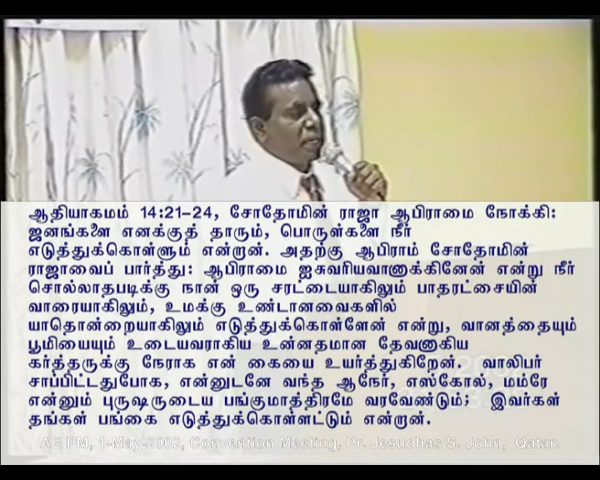 ஆதியாகமம் 14:21-24, சோதோமின் ராஜா ஆபிராமை நோக்கி:
ஜனங்களை எனக்குத் தாரும், பொருள்களை நீர்
எடுத்துக்கொள்ளும் என்றான். அதற்கு ஆபிராம் சோதோமின்
ராஜாவைப் பார்த்து: ஆபிராமை ஐசுவரியவானாக்கினேன் என்று நீர்
சொல்லாதபடிக்கு நான் ஒரு சரட்டையாகிலும் பாதரட்சையின்
வாரையாகிலும், உமக்கு உண்டானவைகளில்
யாதொன்றையாகிலும் எடுத்துக்கொள்ளேன் என்று, வானத்தையும்
பூமியையும் உடையவராகிய உன்னதமான தேவனாகிய
கர்த்தருக்கு நேராக என் கையை உயர்த்துகிறேன். வாலிபர்
சாப்பிட்டதுபோக, என்னுடனே வந்த ஆநேர், எஸ்கோல், மம்ரே
என்னும் புருஷருடைய பங்குமாத்திரமே வரவேண்டும்; இவர்கள்
தங்கள் பங்கை எடுத்துக்கொள்ளட்டும் என்றான்.
PM, 1-May-2002, Convention Meeting, Pr. Jesudhas S. John, Qatar.